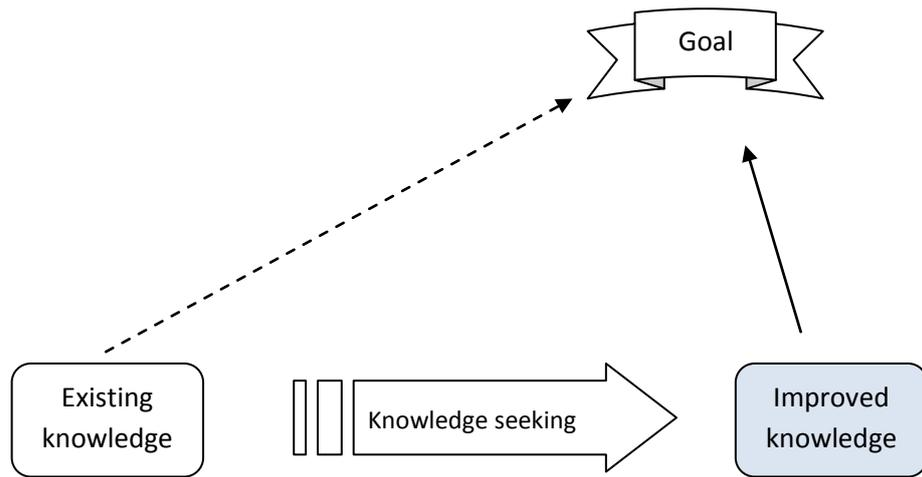 Goal
Existing
knowledge
Knowledge seeking
Improved
knowledge